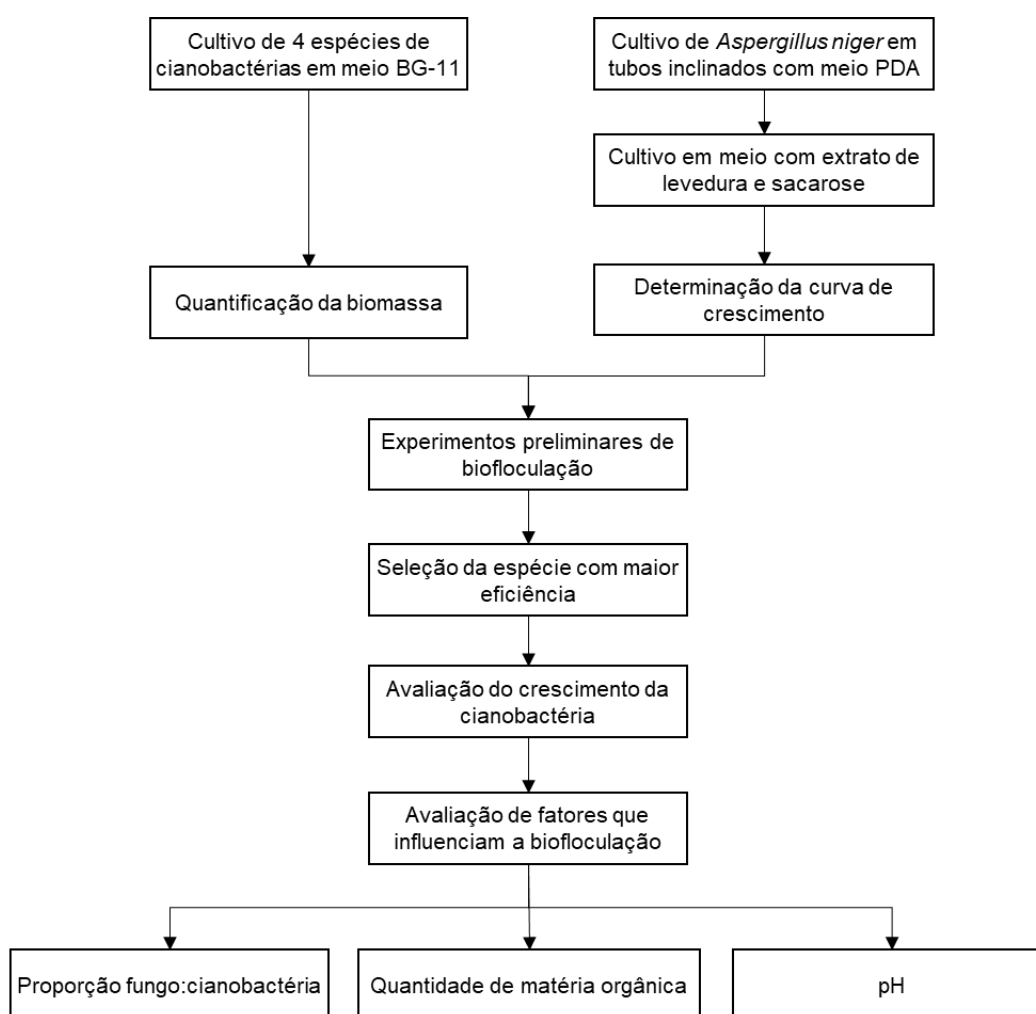 Cultivo de 4 espécies de
cianobactérias em meio BG-11
Cultivo de Aspergillus niger em
tubos inclinados com meio PDA
Cultivo em meio com extrato de
levedura e sacarose
Quantificação da biomassa
Determinação da curva de
crescimento
Experimentos preliminares de
biofloculação
Seleção da espécie com maior
eficiência
Avaliação do crescimento da
cianobactéria
Avaliação de fatores que
influenciam a biofloculação
Proporção fungo:cianobactéria
Quantidade de matéria orgânica
pH